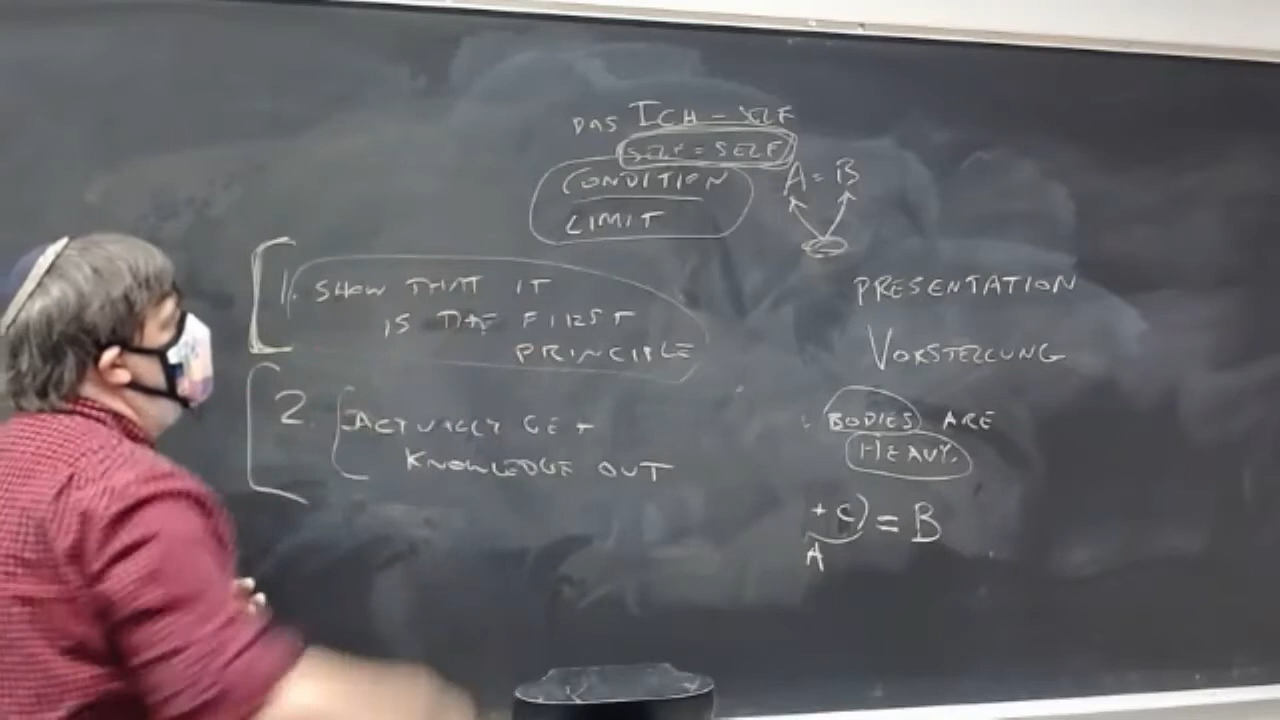 DAS ICH - SELF
SELF = SELF
CONDITION
LIMIT
A = B
1. SHOW THAT IT
IS THE FIRST
PRINCIPLE
2. ACTUALLY GET
KNOWLEDGE OUT
PRESENTATION
VORSTELLUNG
BODIES ARE
HEAVY.
+ C) = B
A